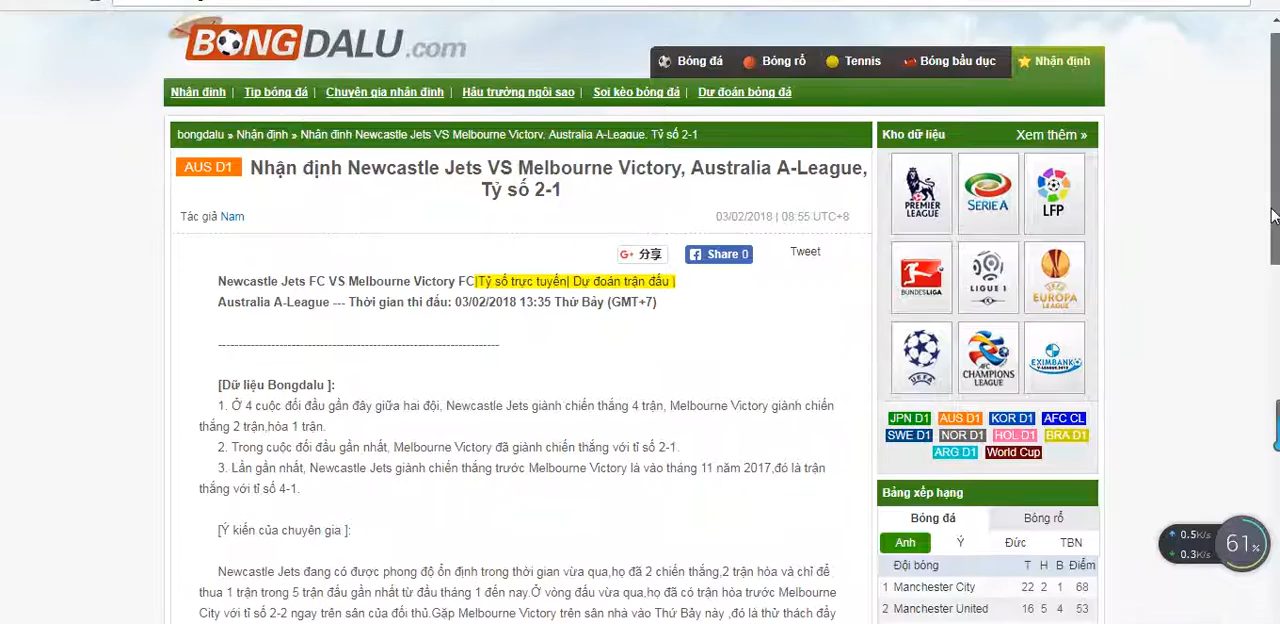 BONGDALU.com
Bóng đá Bóng rổ Tennis Bóng bầu dục Nhận định
Nhận định | Tip bóng đá | Chuyên gia nhận định | Hậu trường ngôi sao | Soi kèo bóng đá | Dự đoán bóng đá
bongdalu » Nhận định » Nhận định Newcastle Jets VS Melbourne Victory, Australia A-League, Tỷ số 2-1
AUS D1 Nhận định Newcastle Jets VS Melbourne Victory, Australia A-League,
Tỷ số 2-1
Tác giả Nam 03/02/2018 | 08:55 UTC+8
G+ 分享 Share 0 Tweet
Newcastle Jets FC VS Melbourne Victory FC|Tỷ số trực tuyến| Dự đoán trận đấu |
Australia A-League --- Thời gian thi đấu: 03/02/2018 13:35 Thứ Bảy (GMT+7)
--------------------------------------------------------------------
[Dữ liệu Bongdalu ]:
1. Ở 4 cuộc đối đầu gần đây giữa hai đội, Newcastle Jets giành chiến thắng 4 trận, Melbourne Victory giành chiến
thắng 2 trận,hòa 1 trận.
2. Trong cuộc đối đầu gần nhất, Melbourne Victory đã giành chiến thắng với tỉ số 2-1.
3. Lần gần nhất, Newcastle Jets giành chiến thắng trước Melbourne Victory là vào tháng 11 năm 2017,đó là trận
thắng với tỉ số 4-1.
[Ý kiến của chuyên gia ]:
Newcastle Jets đang có được phong độ ổn định trong thời gian vừa qua,họ đã 2 chiến thắng,2 trận hòa và chỉ để
thua 1 trận trong 5 trận đấu gần nhất từ đầu tháng 1 đến nay.Ở vòng đấu vừa qua,họ đã có trận hòa trước Melbourne
City với tỉ số 2-2 ngay trên sân của đối thủ.Gặp Melbourne Victory trên sân nhà vào Thứ Bảy này ,đó là thử thách đầy
Kho dữ liệu Xem thêm »
PREMIER LEAGUE SERIE A LFP
BUNDESLIGA LIGUE 1 EUROPA LEAGUE
UEFA AFC CHAMPIONS LEAGUE EXIMBANK
JPN D1 AUS D1 KOR D1 AFC CL
SWE D1 NOR D1 HOL D1 BRA D1
ARG D1 World Cup
Bảng xếp hạng
Bóng đá Bóng rổ
Anh Ý Đức TBN
Đội bóng T H B Điểm
1 Manchester City 22 2 1 68
2 Manchester United 16 5 4 53
0.5K/s
0.3K/s
61%